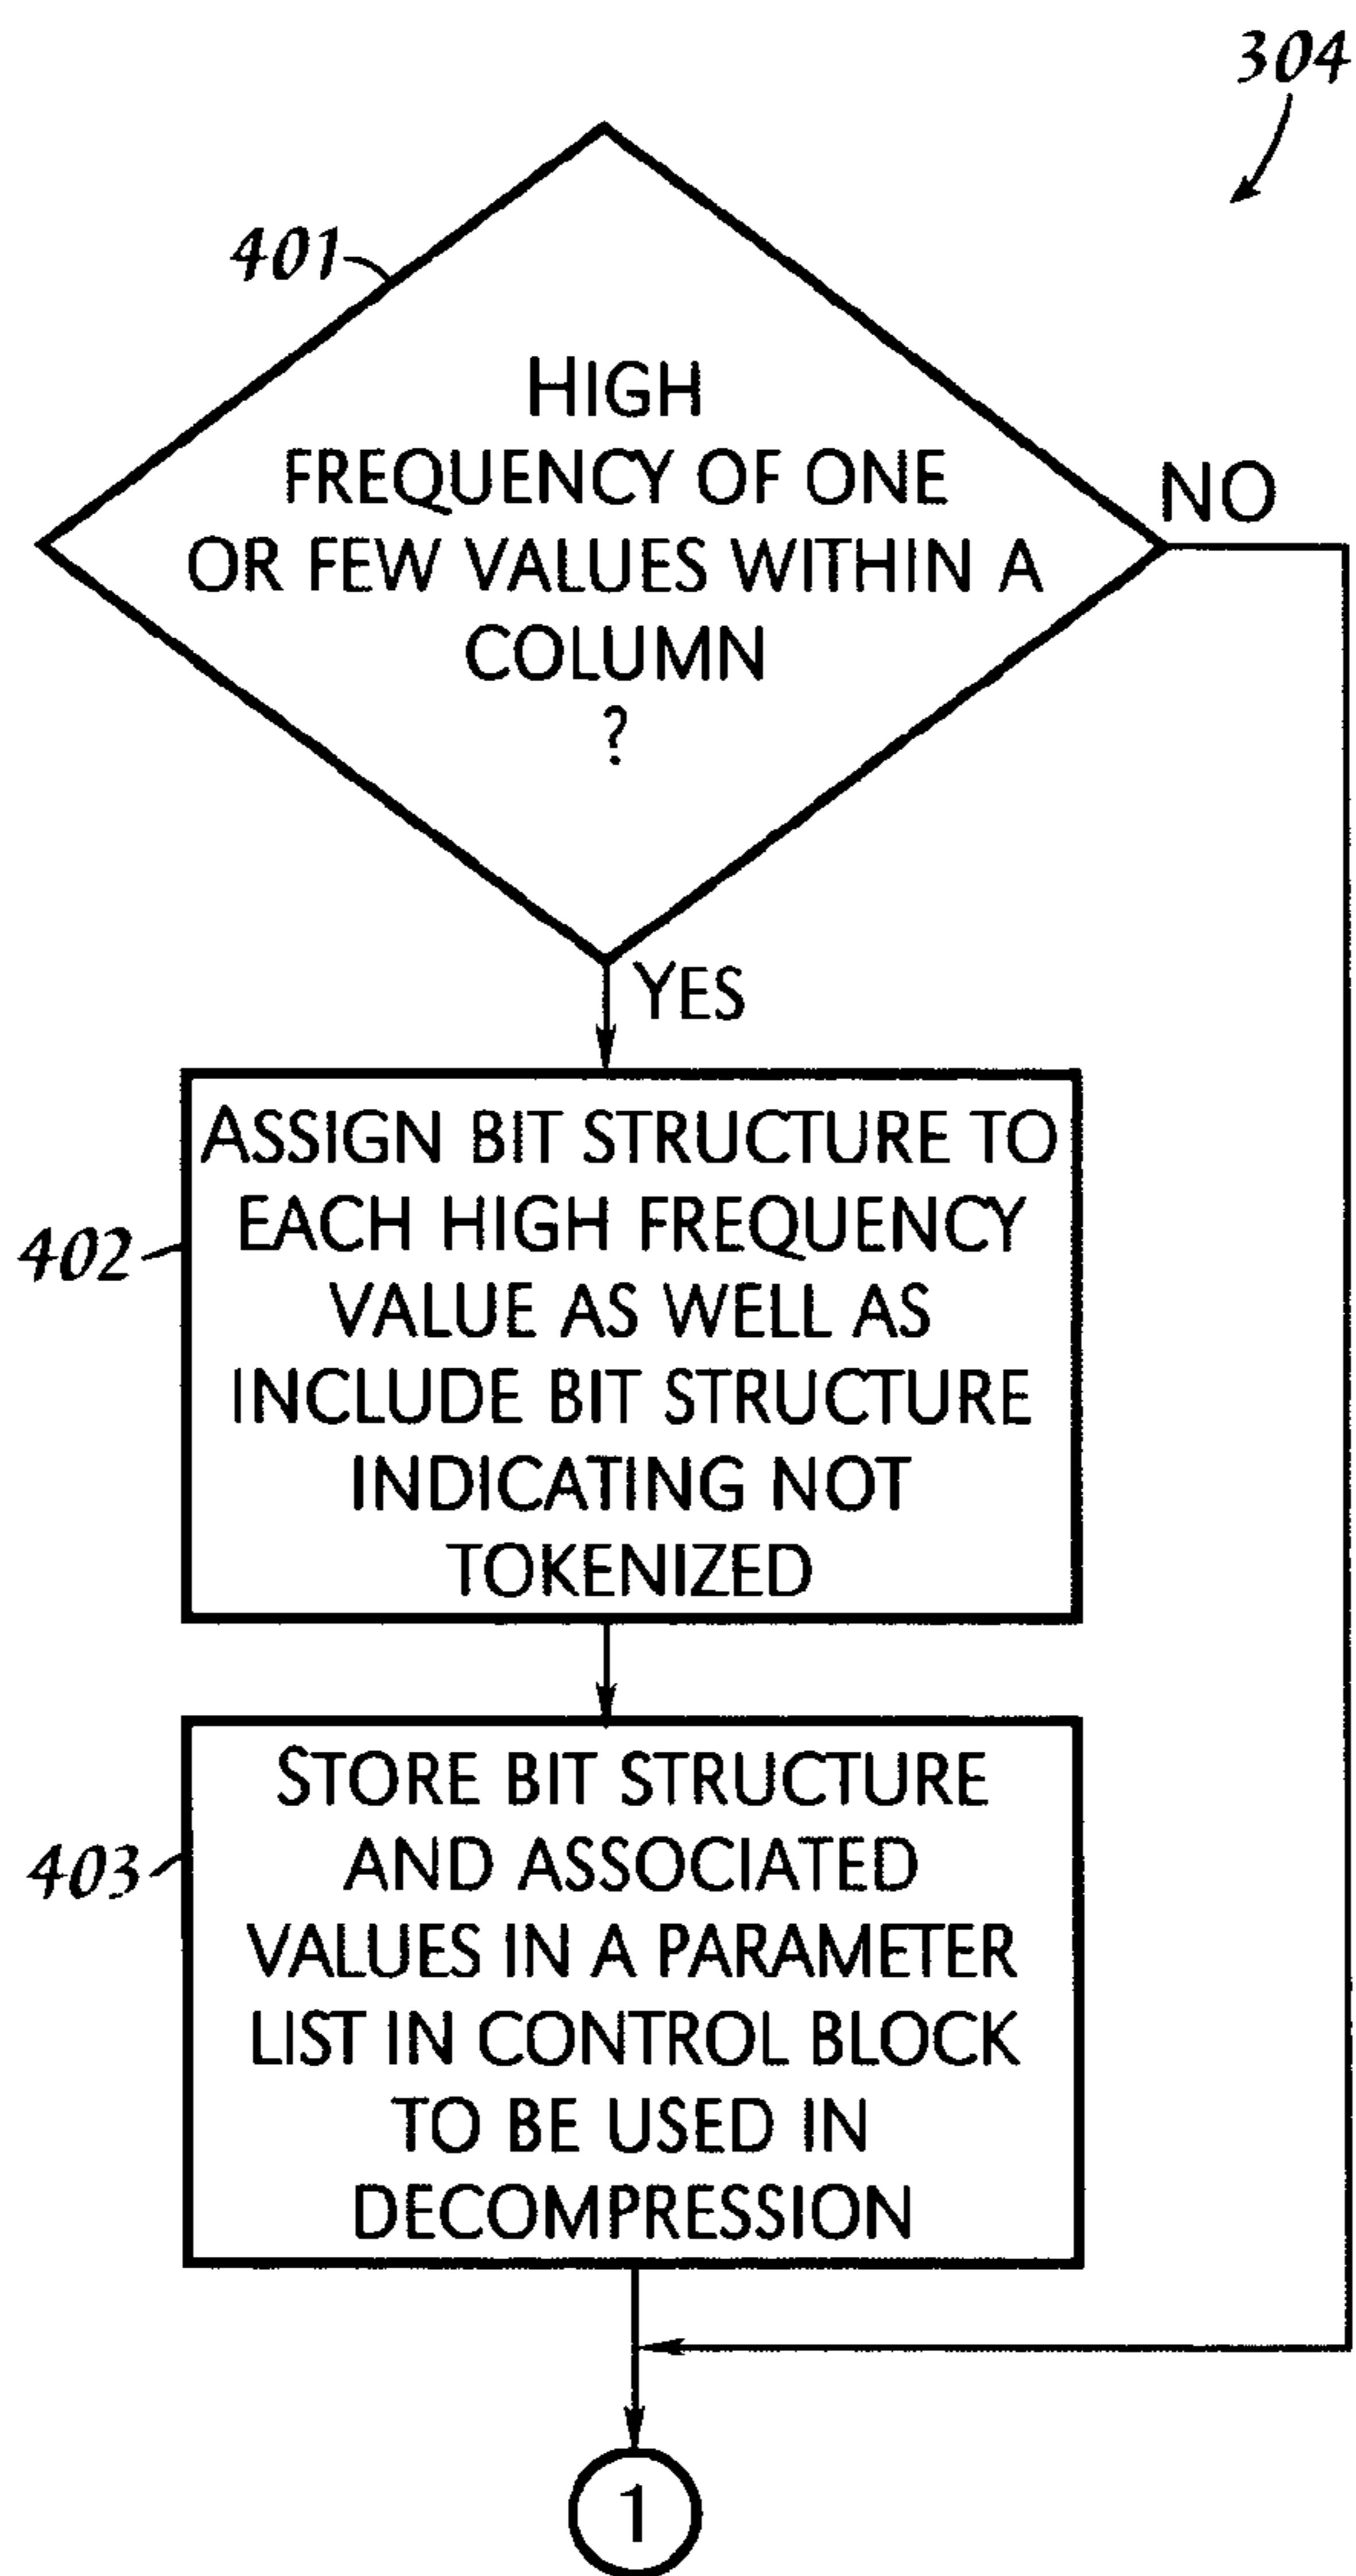 304
401
HIGH
FREQUENCY OF ONE
OR FEW VALUES WITHIN A
COLUMN
?
NO
YES
402
ASSIGN BIT STRUCTURE TO
EACH HIGH FREQUENCY
VALUE AS WELL AS
INCLUDE BIT STRUCTURE
INDICATING NOT
TOKENIZED
403
STORE BIT STRUCTURE
AND ASSOCIATED
VALUES IN A PARAMETER
LIST IN CONTROL BLOCK
TO BE USED IN
DECOMPRESSION
1